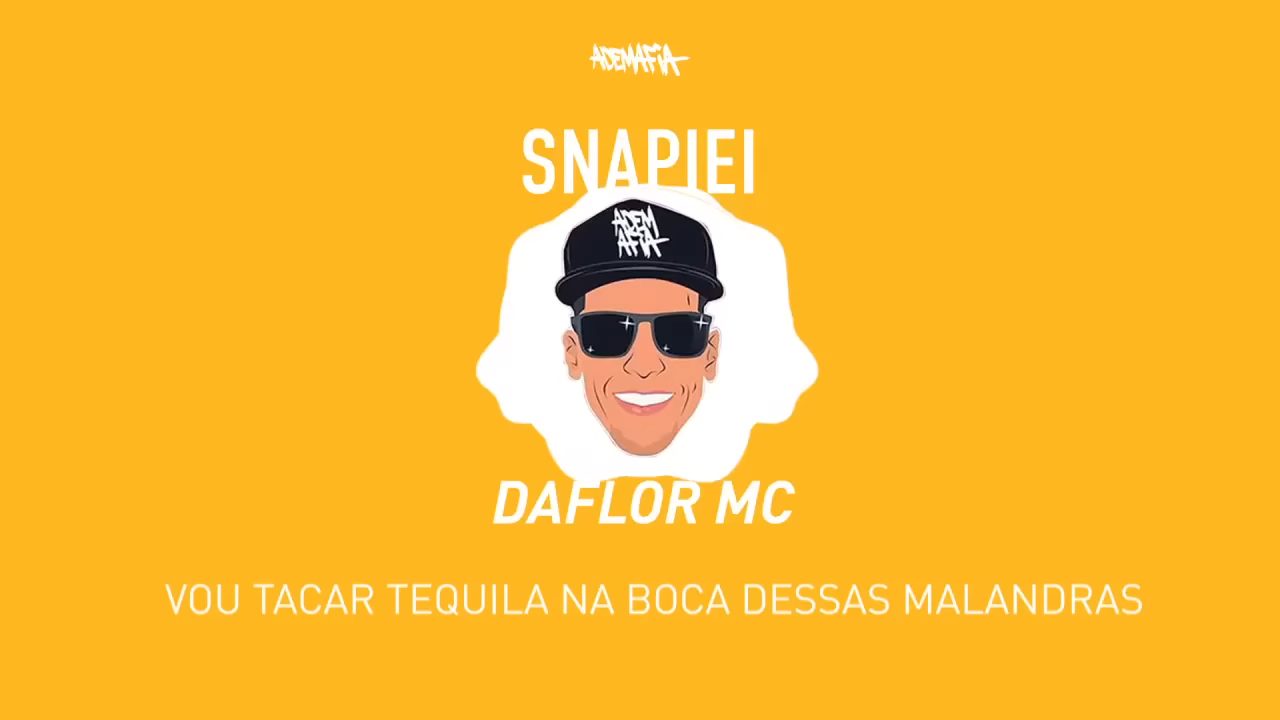 ADEMAFIA
SNAPIEI
ADEM
AFIA
DAFLOR MC
VOU TACAR TEQUILA NA BOCA DESSAS MALANDRAS